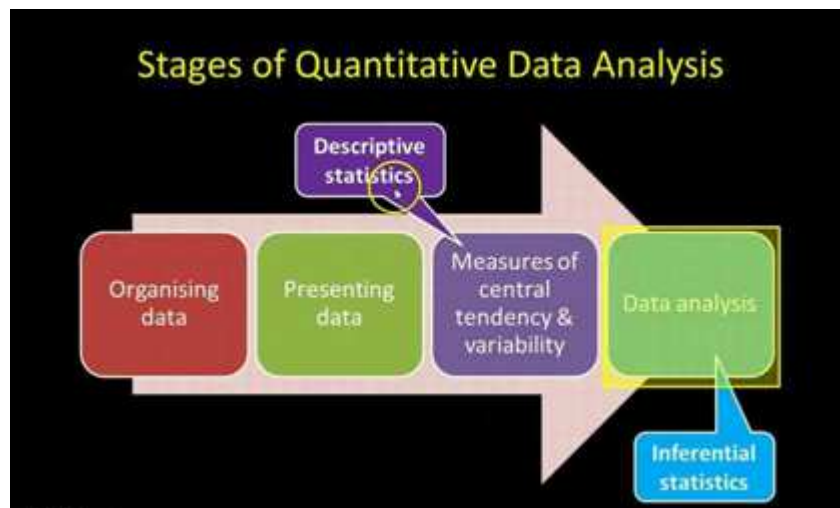 Stages of Quantitative Data Analysis
Descriptive
statistics
Organising
data
Presenting
data
Measures of
central
tendency &
variability
Data analysis
Inferential
statistics